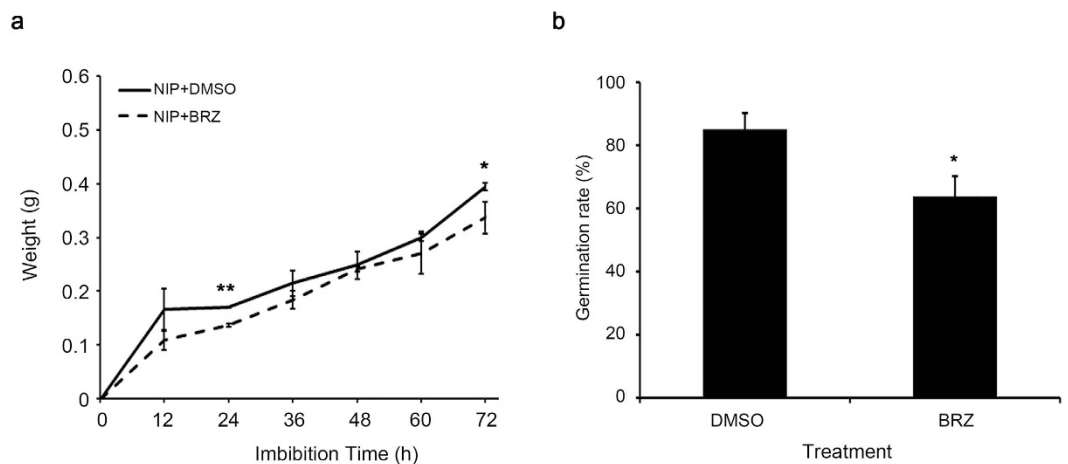 a
0.6
0.5
0.4
0.3
0.2
0.1
0
Weight (g)
NIP+DMSO
NIP+BRZ
**
*
0 12 24 36 48 60 72
Imbibition Time (h)
b
100
80
60
40
20
0
Germination rate (%)
*
DMSO BRZ
Treatment